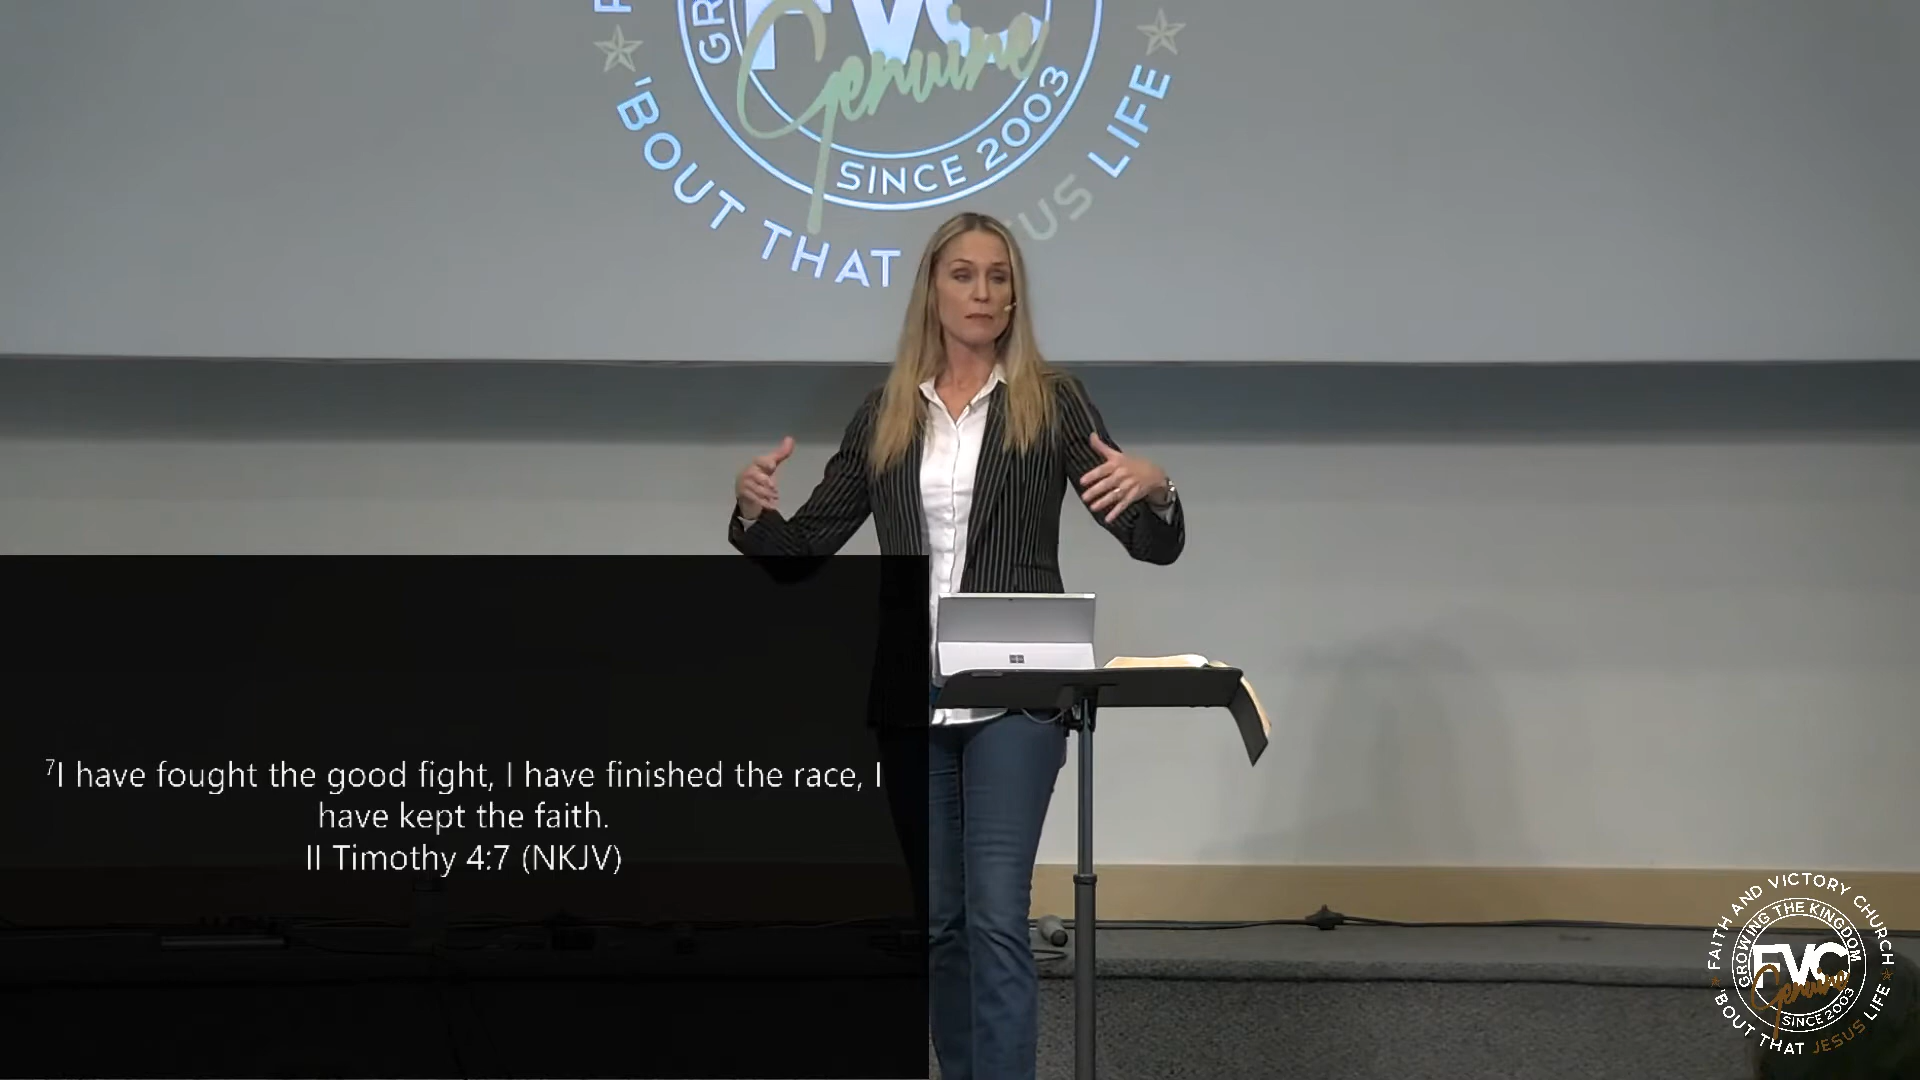 GR
FVC
Genuine
SINCE 2003
'BOUT THAT JESUS LIFE
⁷I have fought the good fight, I have finished the race, I
have kept the faith.
II Timothy 4:7 (NKJV)
FAITH AND VICTORY CHURCH
GROWING THE KINGDOM
FVC
Genuine
SINCE 2003
'BOUT THAT JESUS LIFE